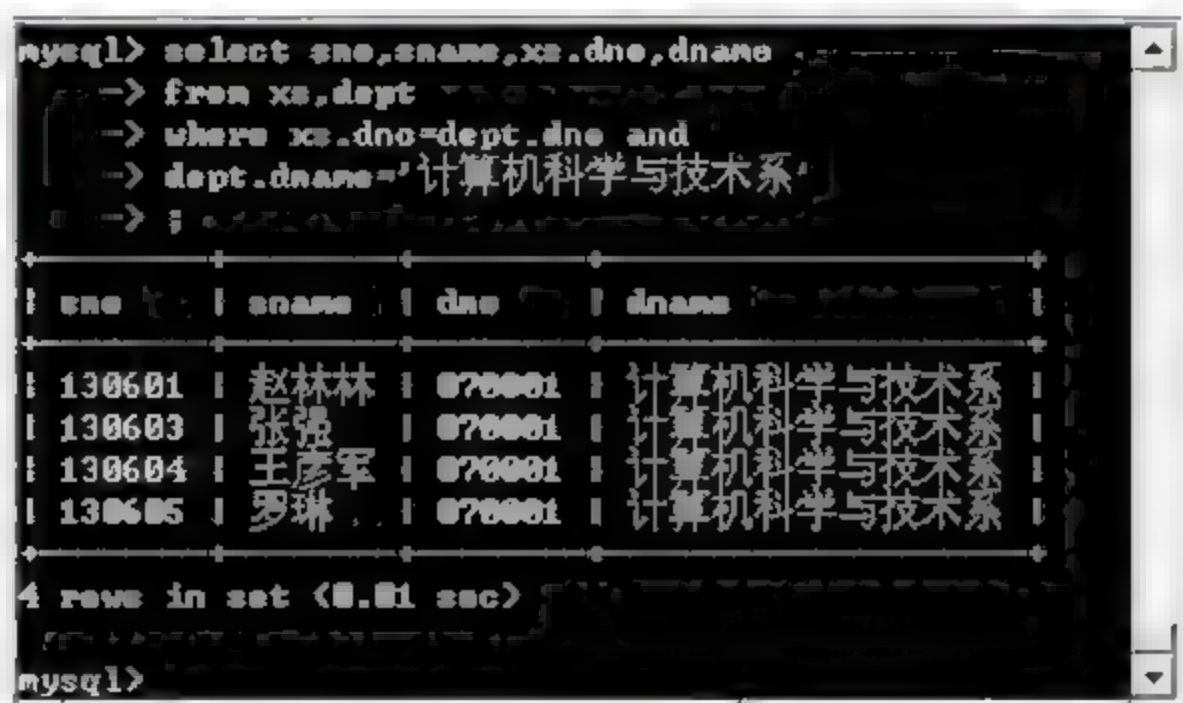 mysql> select sno,sname,xs.dno,dname
-> from xs,dept
-> where xs.dno=dept.dno and
-> dept.dname='计算机科学与技术系'
-> ;
| sno | sname | dno | dname |
| 130601 | 赵林林 | 070001 | 计算机科学与技术系 |
| 130603 | 张强 | 070001 | 计算机科学与技术系 |
| 130604 | 王彦军 | 070001 | 计算机科学与技术系 |
| 130605 | 罗琳 | 070001 | 计算机科学与技术系 |
4 rows in set (0.01 sec)
mysql>